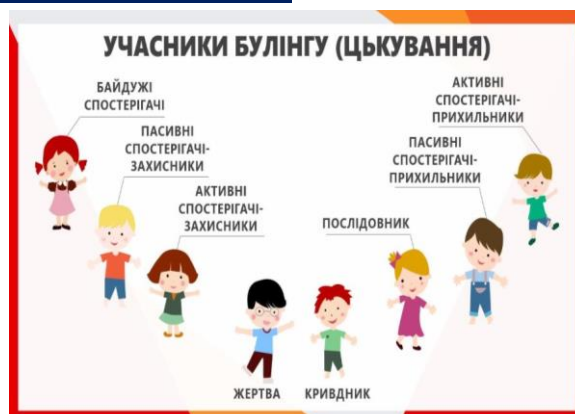 УЧАСНИКИ БУЛІНГУ (ЦЬКУВАННЯ)
БАЙДУЖІ
СПОСТЕРІГАЧІ
ПАСИВНІ
СПОСТЕРІГАЧІ-
ЗАХИСНИКИ
АКТИВНІ
СПОСТЕРІГАЧІ-
ЗАХИСНИКИ
ЖЕРТВА
КРИВДНИК
ПОСЛІДОВНИК
ПАСИВНІ
СПОСТЕРІГАЧІ-
ПРИХИЛЬНИКИ
АКТИВНІ
СПОСТЕРІГАЧІ-
ПРИХИЛЬНИКИ